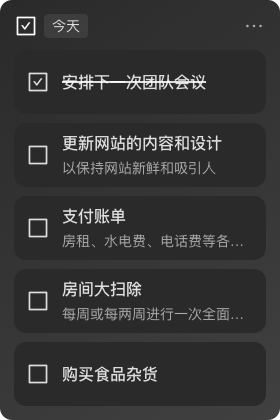 今天
安排下一次团队会议
更新网站的内容和设计
以保持网站新鲜和吸引人
支付账单
房租、水电费、电话费等各…
房间大扫除
每周或每两周进行一次全面…
购买食品杂货